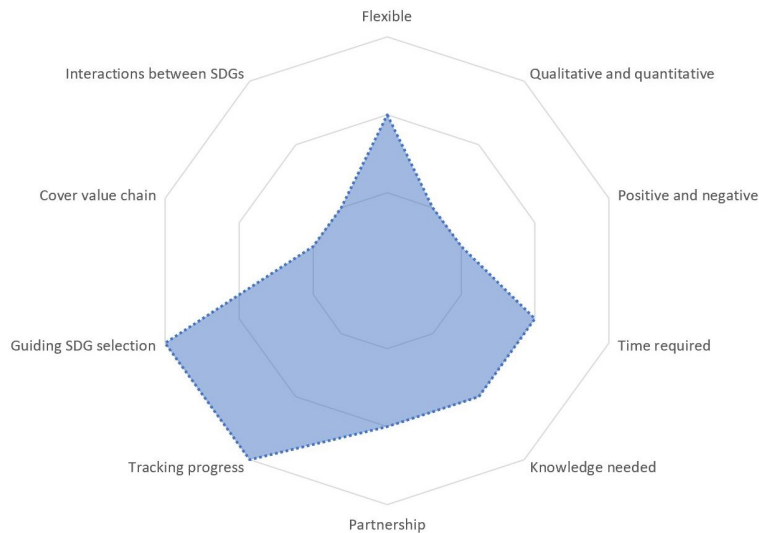 Flexible
Interactions between SDGs
Qualitative and quantitative
Cover value chain
Positive and negative
Guiding SDG selection
Time required
Tracking progress
Knowledge needed
Partnership